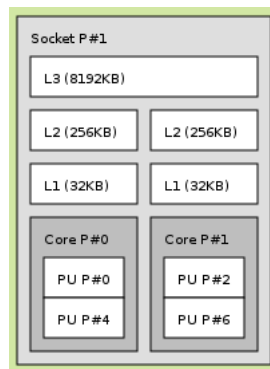 Socket P#1
L3 (8192KB)
L2 (256KB) L2 (256KB)
L1 (32KB) L1 (32KB)
Core P#0 Core P#1
PU P#0 PU P#2
PU P#4 PU P#6